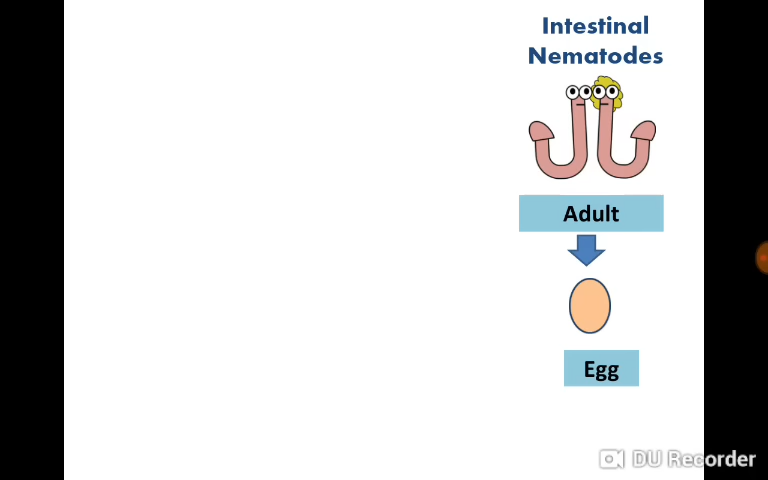 Intestinal
Nematodes
Adult
Egg
DU Recorder